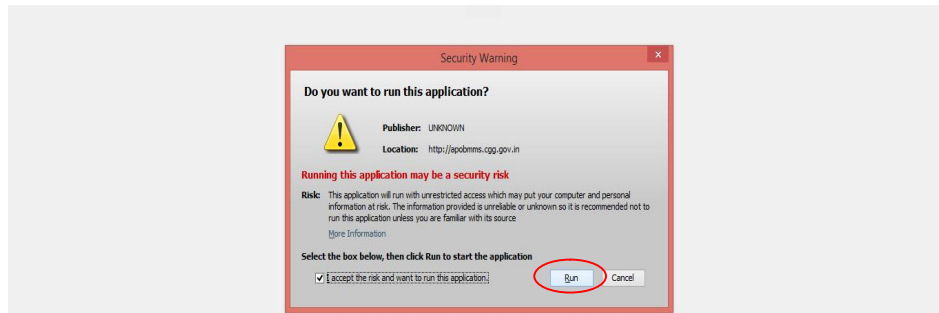 Security Warning
x
Do you want to run this application?
Publisher: UNKNOWN
Location: http://apobmms.cgg.gov.in
Running this application may be a security risk
Risk: This application will run with unrestricted access which may put your computer and personal
information at risk. The information provided is unreliable or unknown so it is recommended not to
run this application unless you are familiar with its source
More Information
Select the box below, then click Run to start the application
I accept the risk and want to run this application.
Run
Cancel